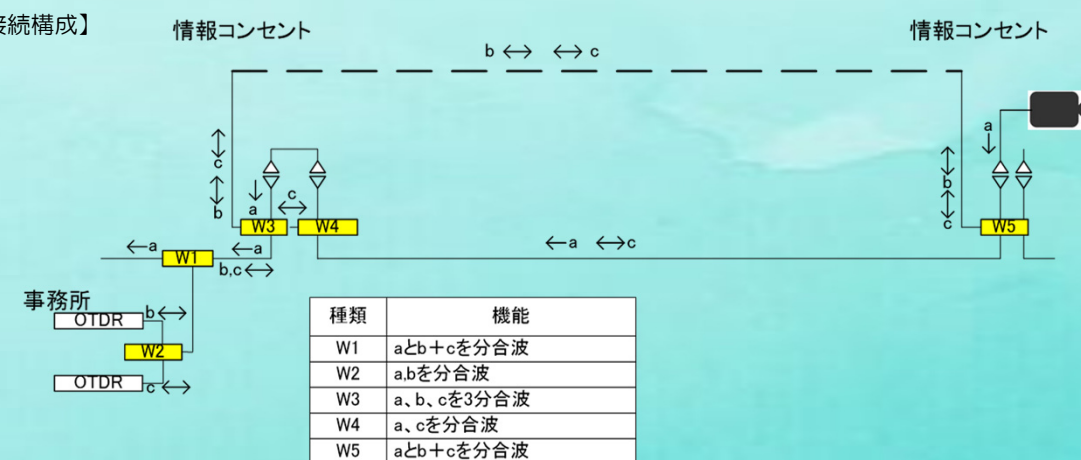 接続構成】
情報コンセント
情報コンセント
b ↔ ↔ c
a
↔ c
↔ b
a
c
↔ b
↔ c
W3
W4
W5
←a
W1
←a
b,c↔
←a ↔c
事務所
OTDR
b↔
W2
OTDR
c↔
種類 機能
W1 aとb+cを分合波
W2 a,bを分合波
W3 a、b、cを3分合波
W4 a、cを分合波
W5 aとb+cを分合波